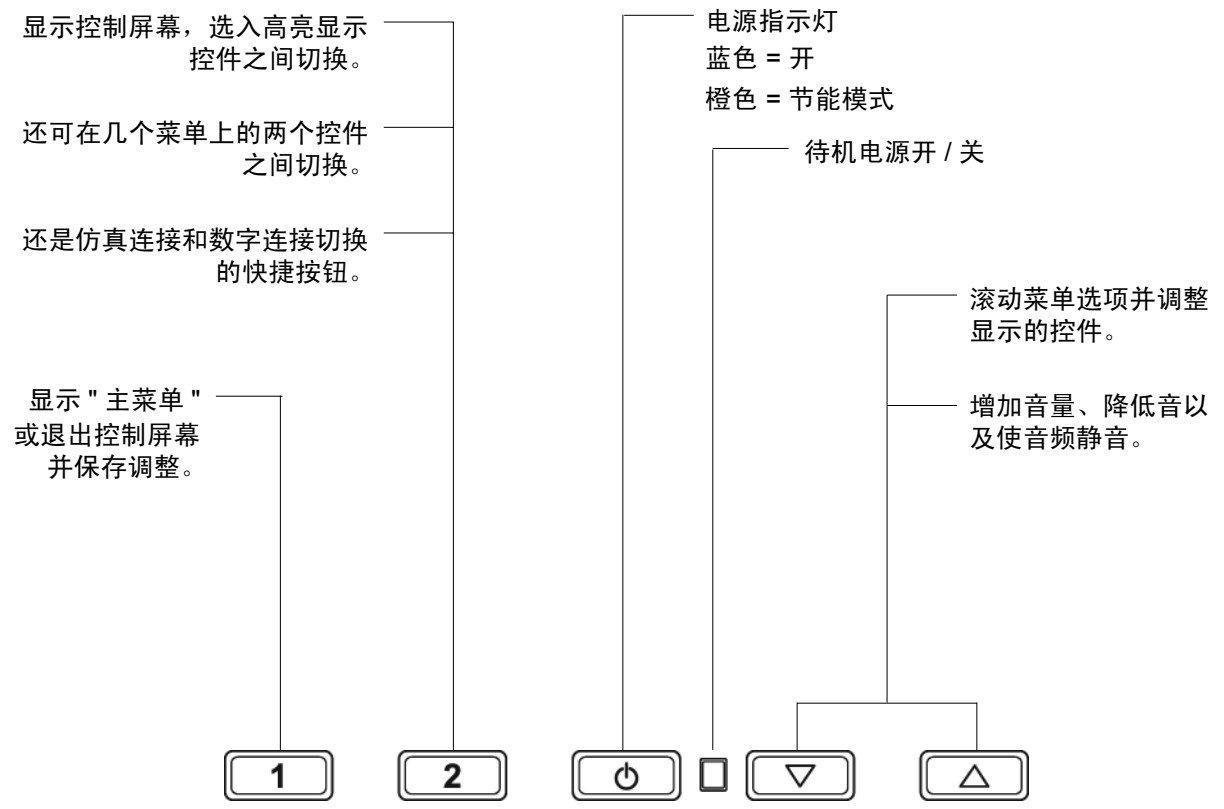 显示控制屏幕，选入高亮显示
控件之间切换。
还可在几个菜单上的两个控件
之间切换。
还是仿真连接和数字连接切换
的快捷按钮。
显示 " 主菜单 "
或退出控制屏幕
并保存调整。
电源指示灯
蓝色 = 开
橙色 = 节能模式
待机电源开 / 关
滚动菜单选项并调整
显示的控件。
增加音量、降低音以
及使音频静音。
1
2